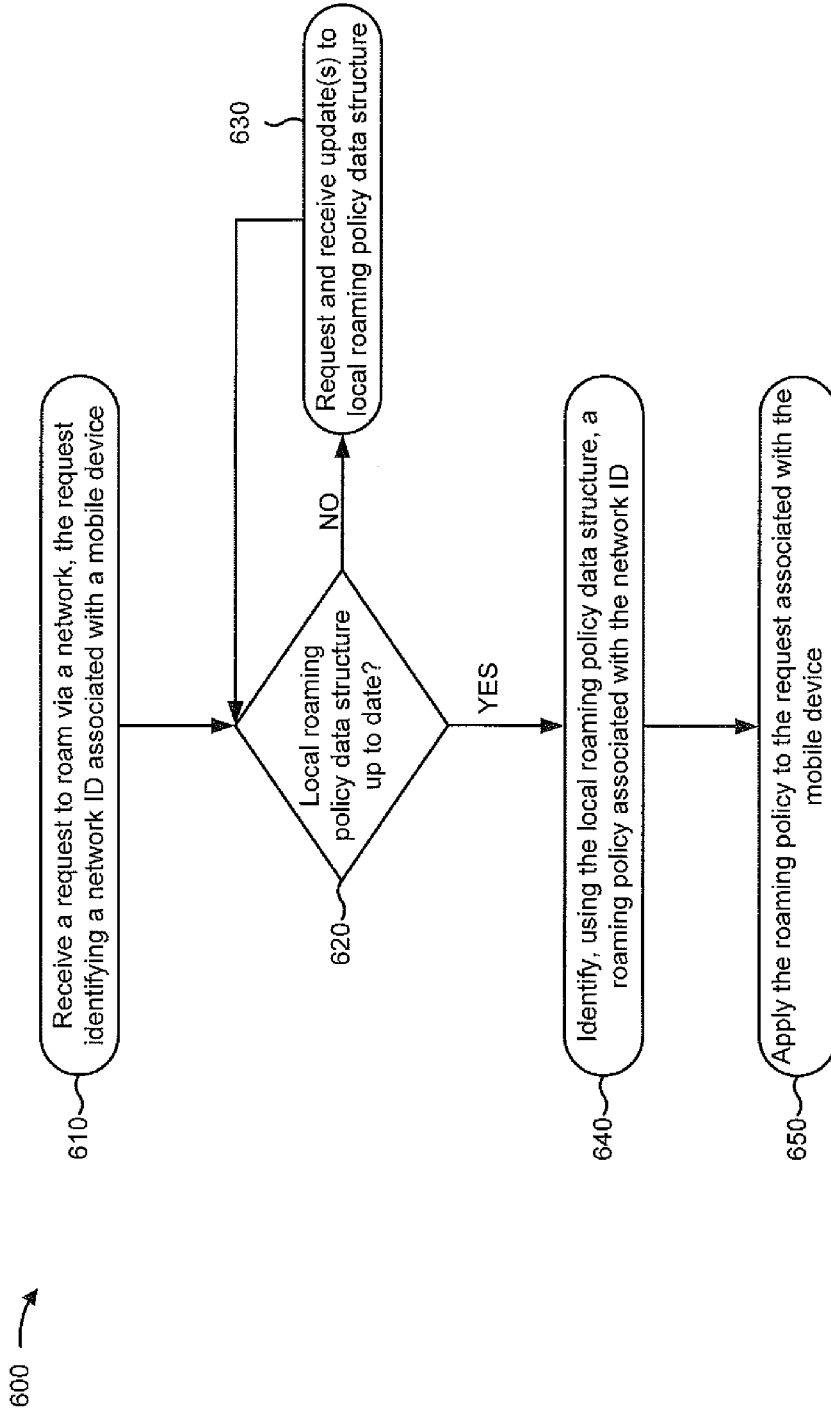 600
610
Receive a request to roam via a network, the request
identifying a network ID associated with a mobile device
620
Local roaming
policy data structure
up to date?
NO
630
Request and receive update(s) to
local roaming policy data structure
YES
640
Identify, using the local roaming policy data structure, a
roaming policy associated with the network ID
650
Apply the roaming policy to the request associated with the
mobile device